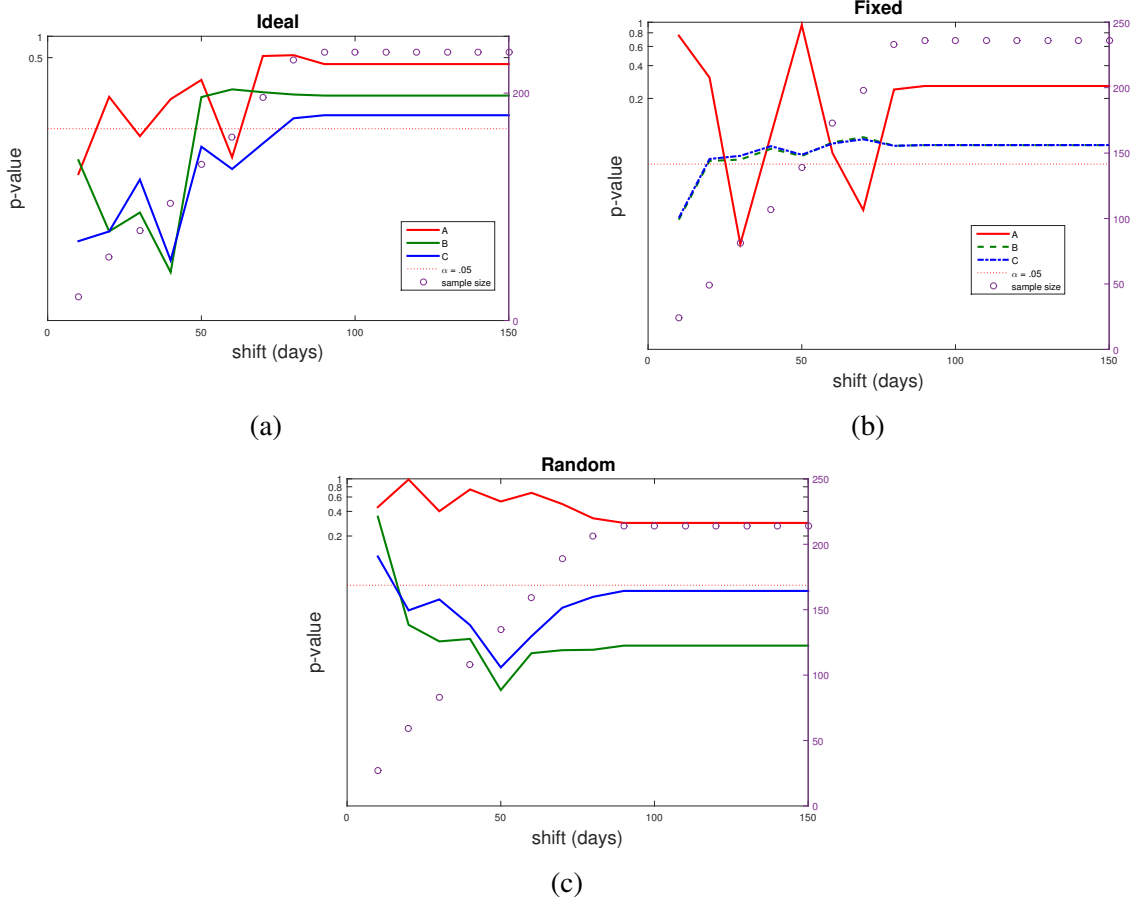 Ideal
1
0.5
p-value
200
0
A
B
C
α = .05
sample size
0 50 100 150
shift (days)
(a)
Fixed
1
0.8
0.6
0.4
0.2
p-value
250
200
150
100
50
0
A
B
C
α = .05
sample size
0 50 100 150
shift (days)
(b)
Random
1
0.8
0.6
0.4
0.2
p-value
250
200
150
100
50
0
0 50 100 150
shift (days)
(c)